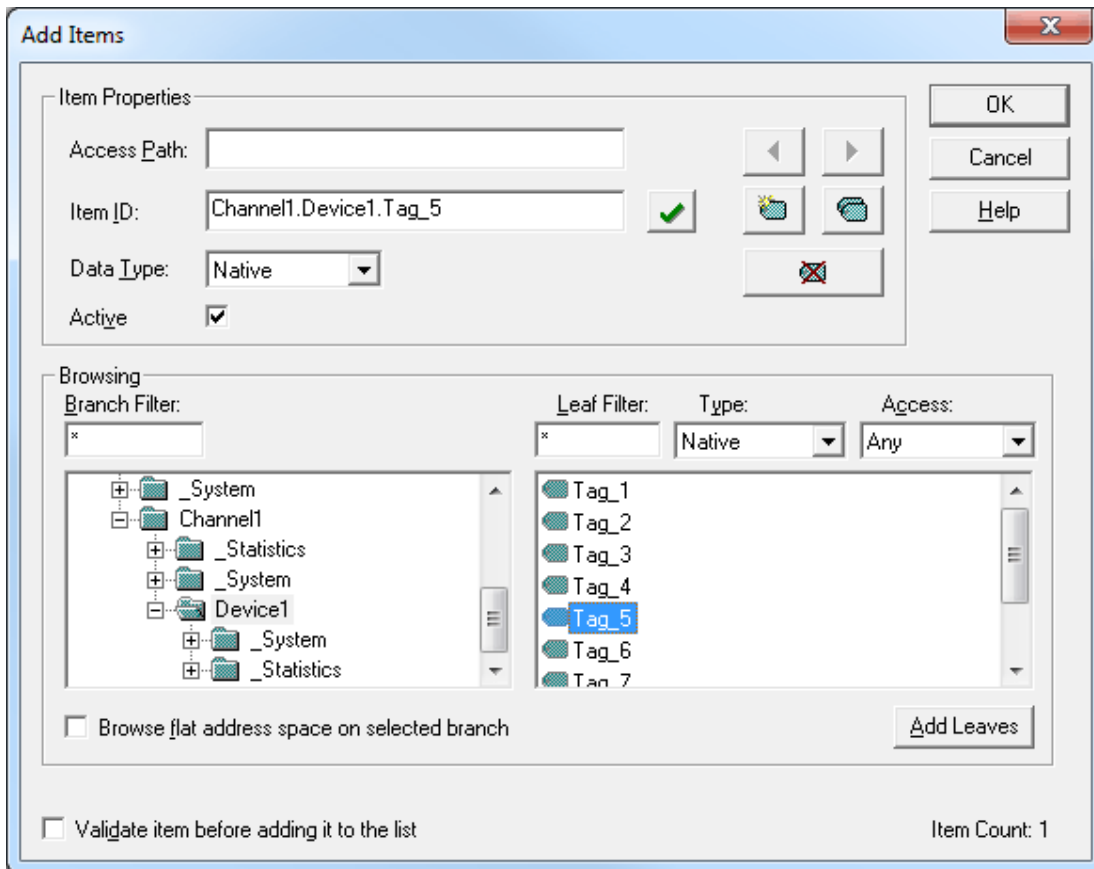 Add Items
Item Properties
OK
Access Path:
Cancel
Item ID: Channel1.Device1.Tag_5
Help
Data Type: Native
Active
Browsing
Branch Filter: Leaf Filter: Type: Access:
* * Native Any
_System Tag_1
Channel1 Tag_2
_Statistics Tag_3
_System Tag_4
Device1 Tag_5
_System Tag_6
_Statistics Tag_7
Browse flat address space on selected branch Add Leaves
Validate item before adding it to the list Item Count: 1